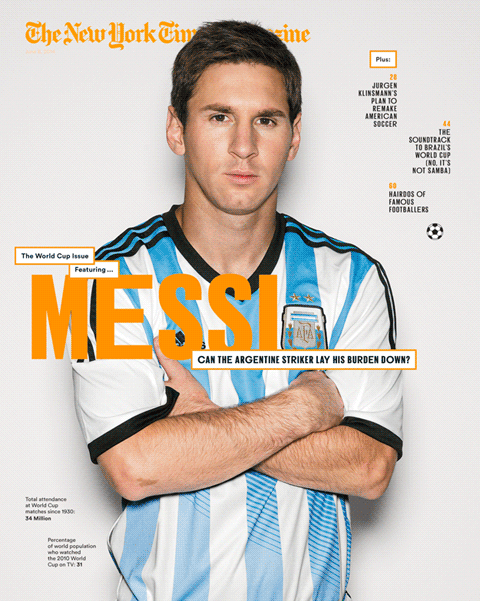 The New York Times Magazine
Plus:
26
JURGEN
KLINSMANN'S
PLAN TO
REMAKE
AMERICAN
SOCCER
44
THE
SOUNDTRACK
TO BRAZIL'S
WORLD CUP
(NO, IT'S
NOT SAMBA)
60
HAIRDOS OF
FAMOUS
FOOTBALLERS
The World Cup Issue
Featuring ...
MESSI
CAN THE ARGENTINE STRIKER LAY HIS BURDEN DOWN?
AFA
Total attendance
at World Cup
matches since 1930:
34 Million
Percentage
of world population
who watched
the 2010 World
Cup on TV: 31